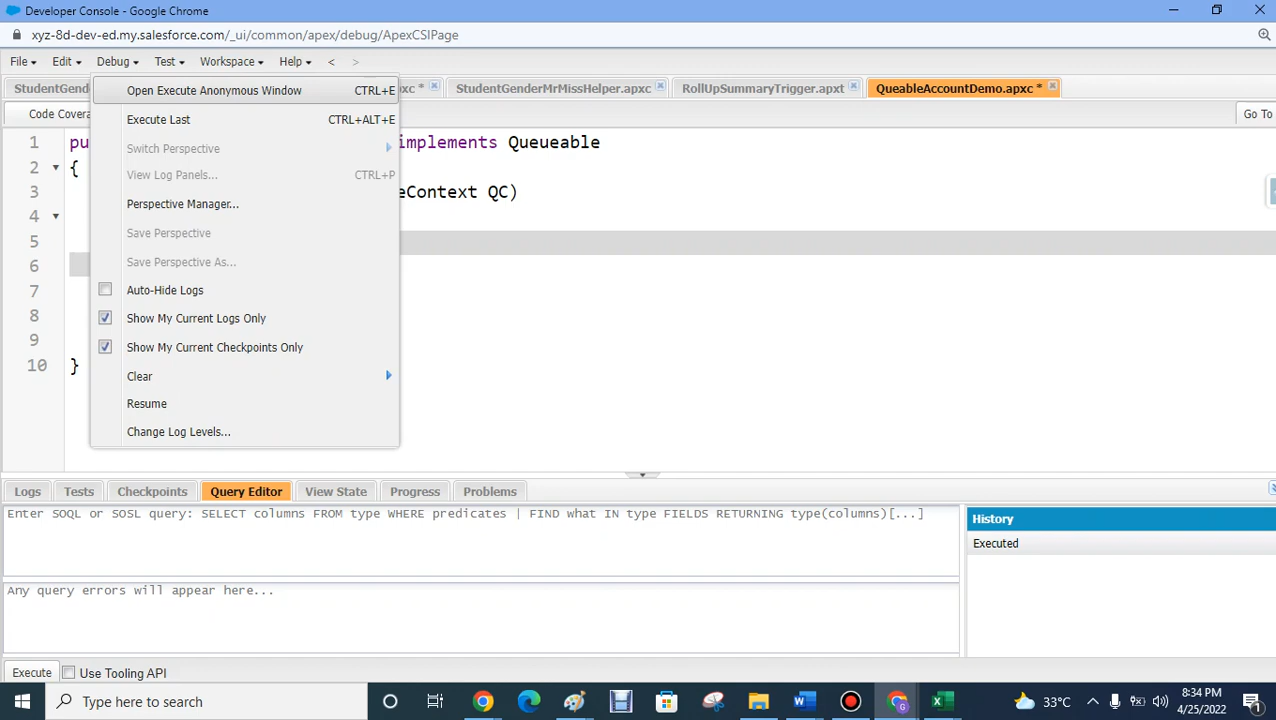 Developer Console - Google Chrome
xyz-8d-dev-ed.my.salesforce.com/_ui/common/apex/debug/ApexCSIPage
File Edit Debug Test Workspace Help < >
StudentGend
xc * StudentGenderMrMissHelper.apxc RollUpSummaryTrigger.apxt QueableAccountDemo.apxc *
Code Covera
Go To
Open Execute Anonymous Window CTRL+E
Execute Last CTRL+ALT+E
Switch Perspective
View Log Panels... CTRL+P
Perspective Manager...
Save Perspective
Save Perspective As...
Auto-Hide Logs
Show My Current Logs Only
Show My Current Checkpoints Only
Clear
Resume
Change Log Levels...
1 pu implements Queueable
2 {
3 eContext QC)
4
5
6
7
8
9
10 }
Logs Tests Checkpoints Query Editor View State Progress Problems
Enter SOQL or SOSL query: SELECT columns FROM type WHERE predicates | FIND what IN type FIELDS RETURNING type(columns)[...]
History
Executed
Any query errors will appear here...
Execute Use Tooling API
Type here to search
33°C
8:34 PM
4/25/2022
1